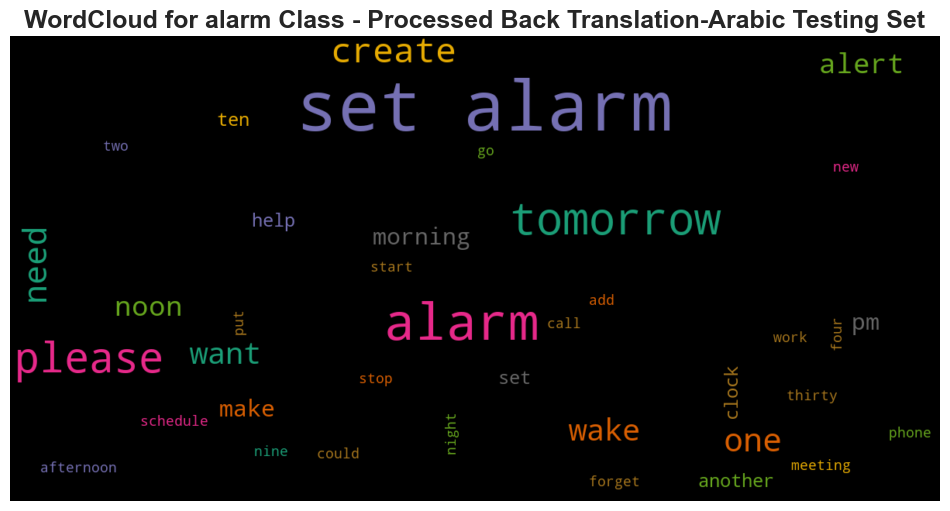 WordCloud for alarm Class - Processed Back Translation-Arabic Testing Set
create
alert
set alarm
ten
two
go
new
help
tomorrow
morning
need
start
noon
add
put
alarm
call
pm
four
work
please
want
stop
set
clock
thirty
make
schedule
night
wake
one
phone
nine
could
afternoon
meeting
forget
another